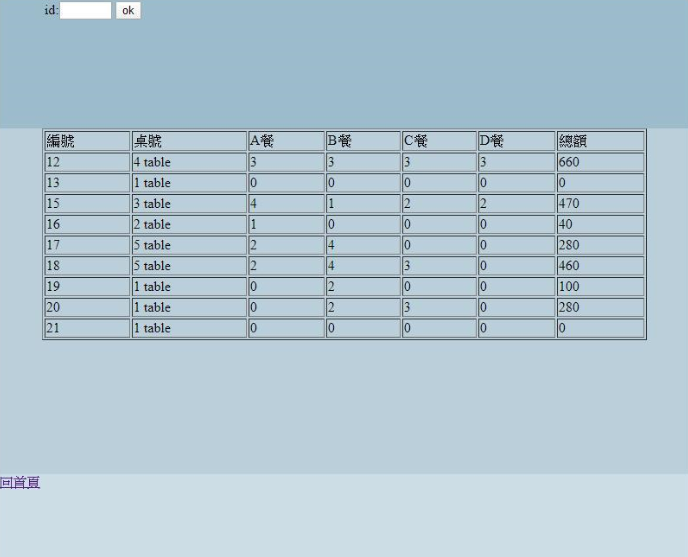 id: ok
編號 桌號 A餐 B餐 C餐 D餐 總額
12 4 table 3 3 3 3 660
13 1 table 0 0 0 0 0
15 3 table 4 1 2 2 470
16 2 table 1 0 0 0 40
17 5 table 2 4 0 0 280
18 5 table 2 4 3 0 460
19 1 table 0 2 0 0 100
20 1 table 0 2 3 0 280
21 1 table 0 0 0 0 0
回首頁